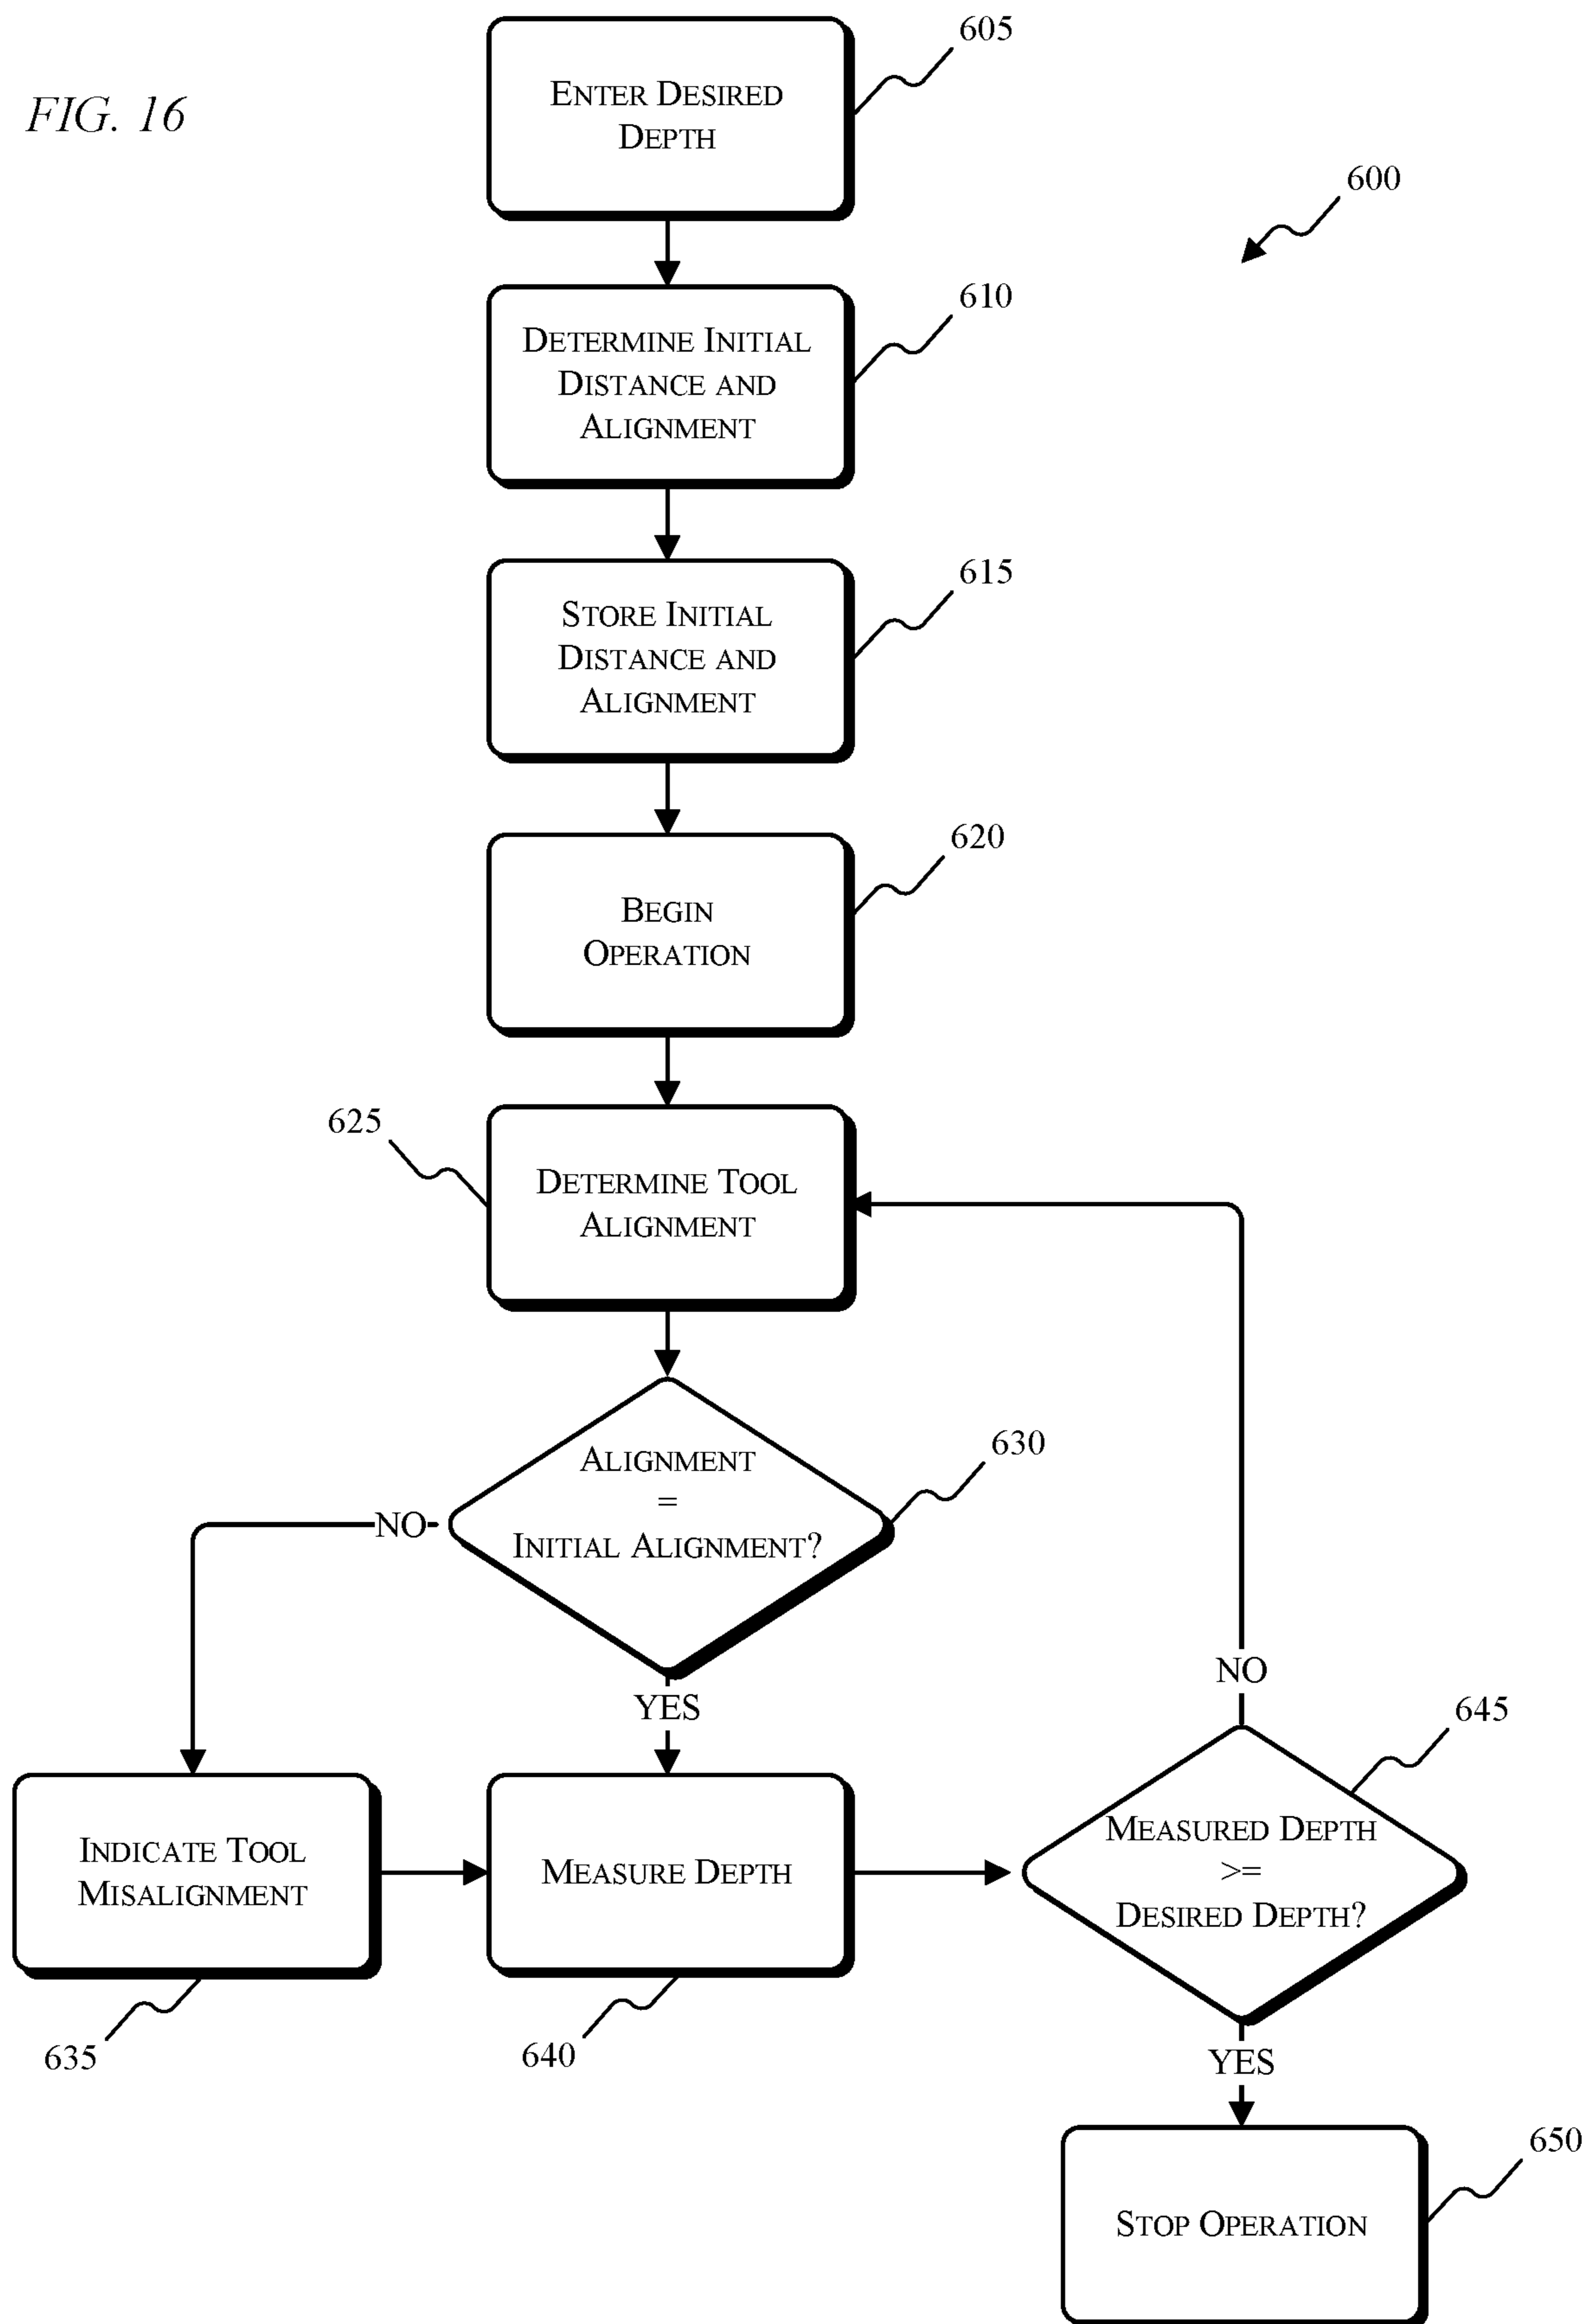 FIG. 16
605
ENTER DESIRED
DEPTH
600
610
DETERMINE INITIAL
DISTANCE AND
ALIGNMENT
615
STORE INITIAL
DISTANCE AND
ALIGNMENT
620
BEGIN
OPERATION
625
DETERMINE TOOL
ALIGNMENT
630
ALIGNMENT
=
INITIAL ALIGNMENT?
NO
YES
NO
645
INDICATE TOOL
MISALIGNMENT
MEASURE DEPTH
MEASURED DEPTH
>=
DESIRED DEPTH?
635
640
YES
650
STOP OPERATION